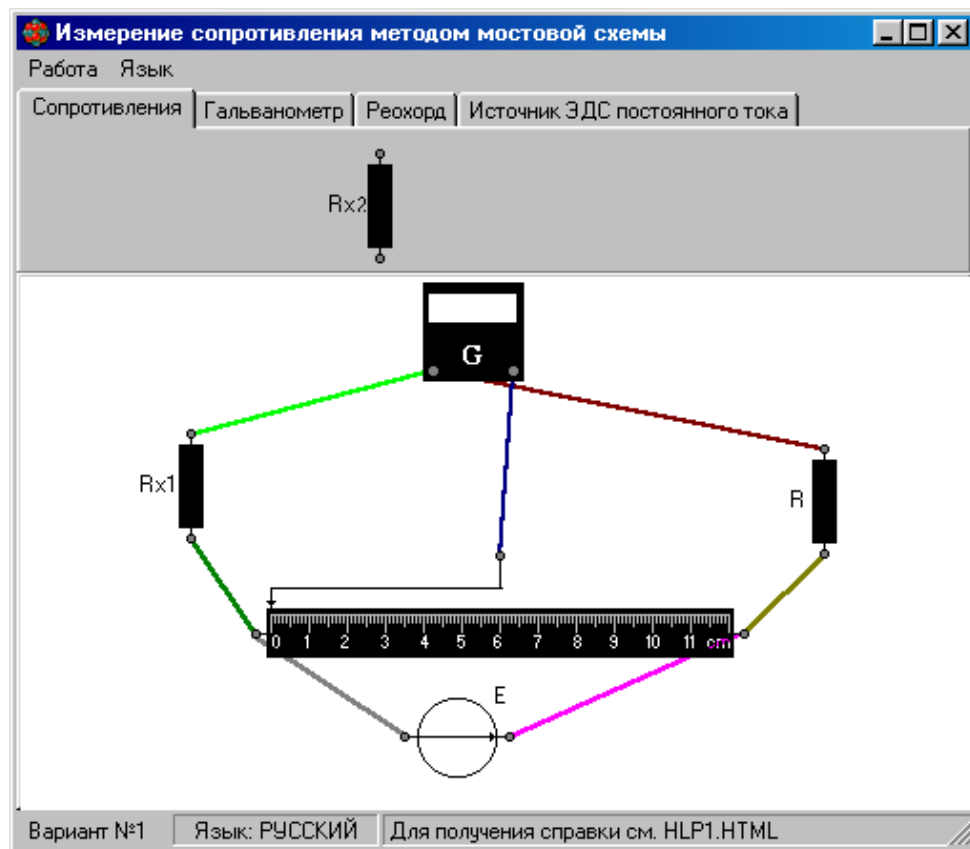 Измерение сопротивления методом мостовой схемы
Работа Язык
Сопротивления Гальванометр Реохорд Источник ЭДС постоянного тока
Rx2
G
Rx1
R
0 1 2 3 4 5 6 7 8 9 10 11 cm
E
Вариант №1 Язык: РУССКИЙ Для получения справки см. HLP1.HTML